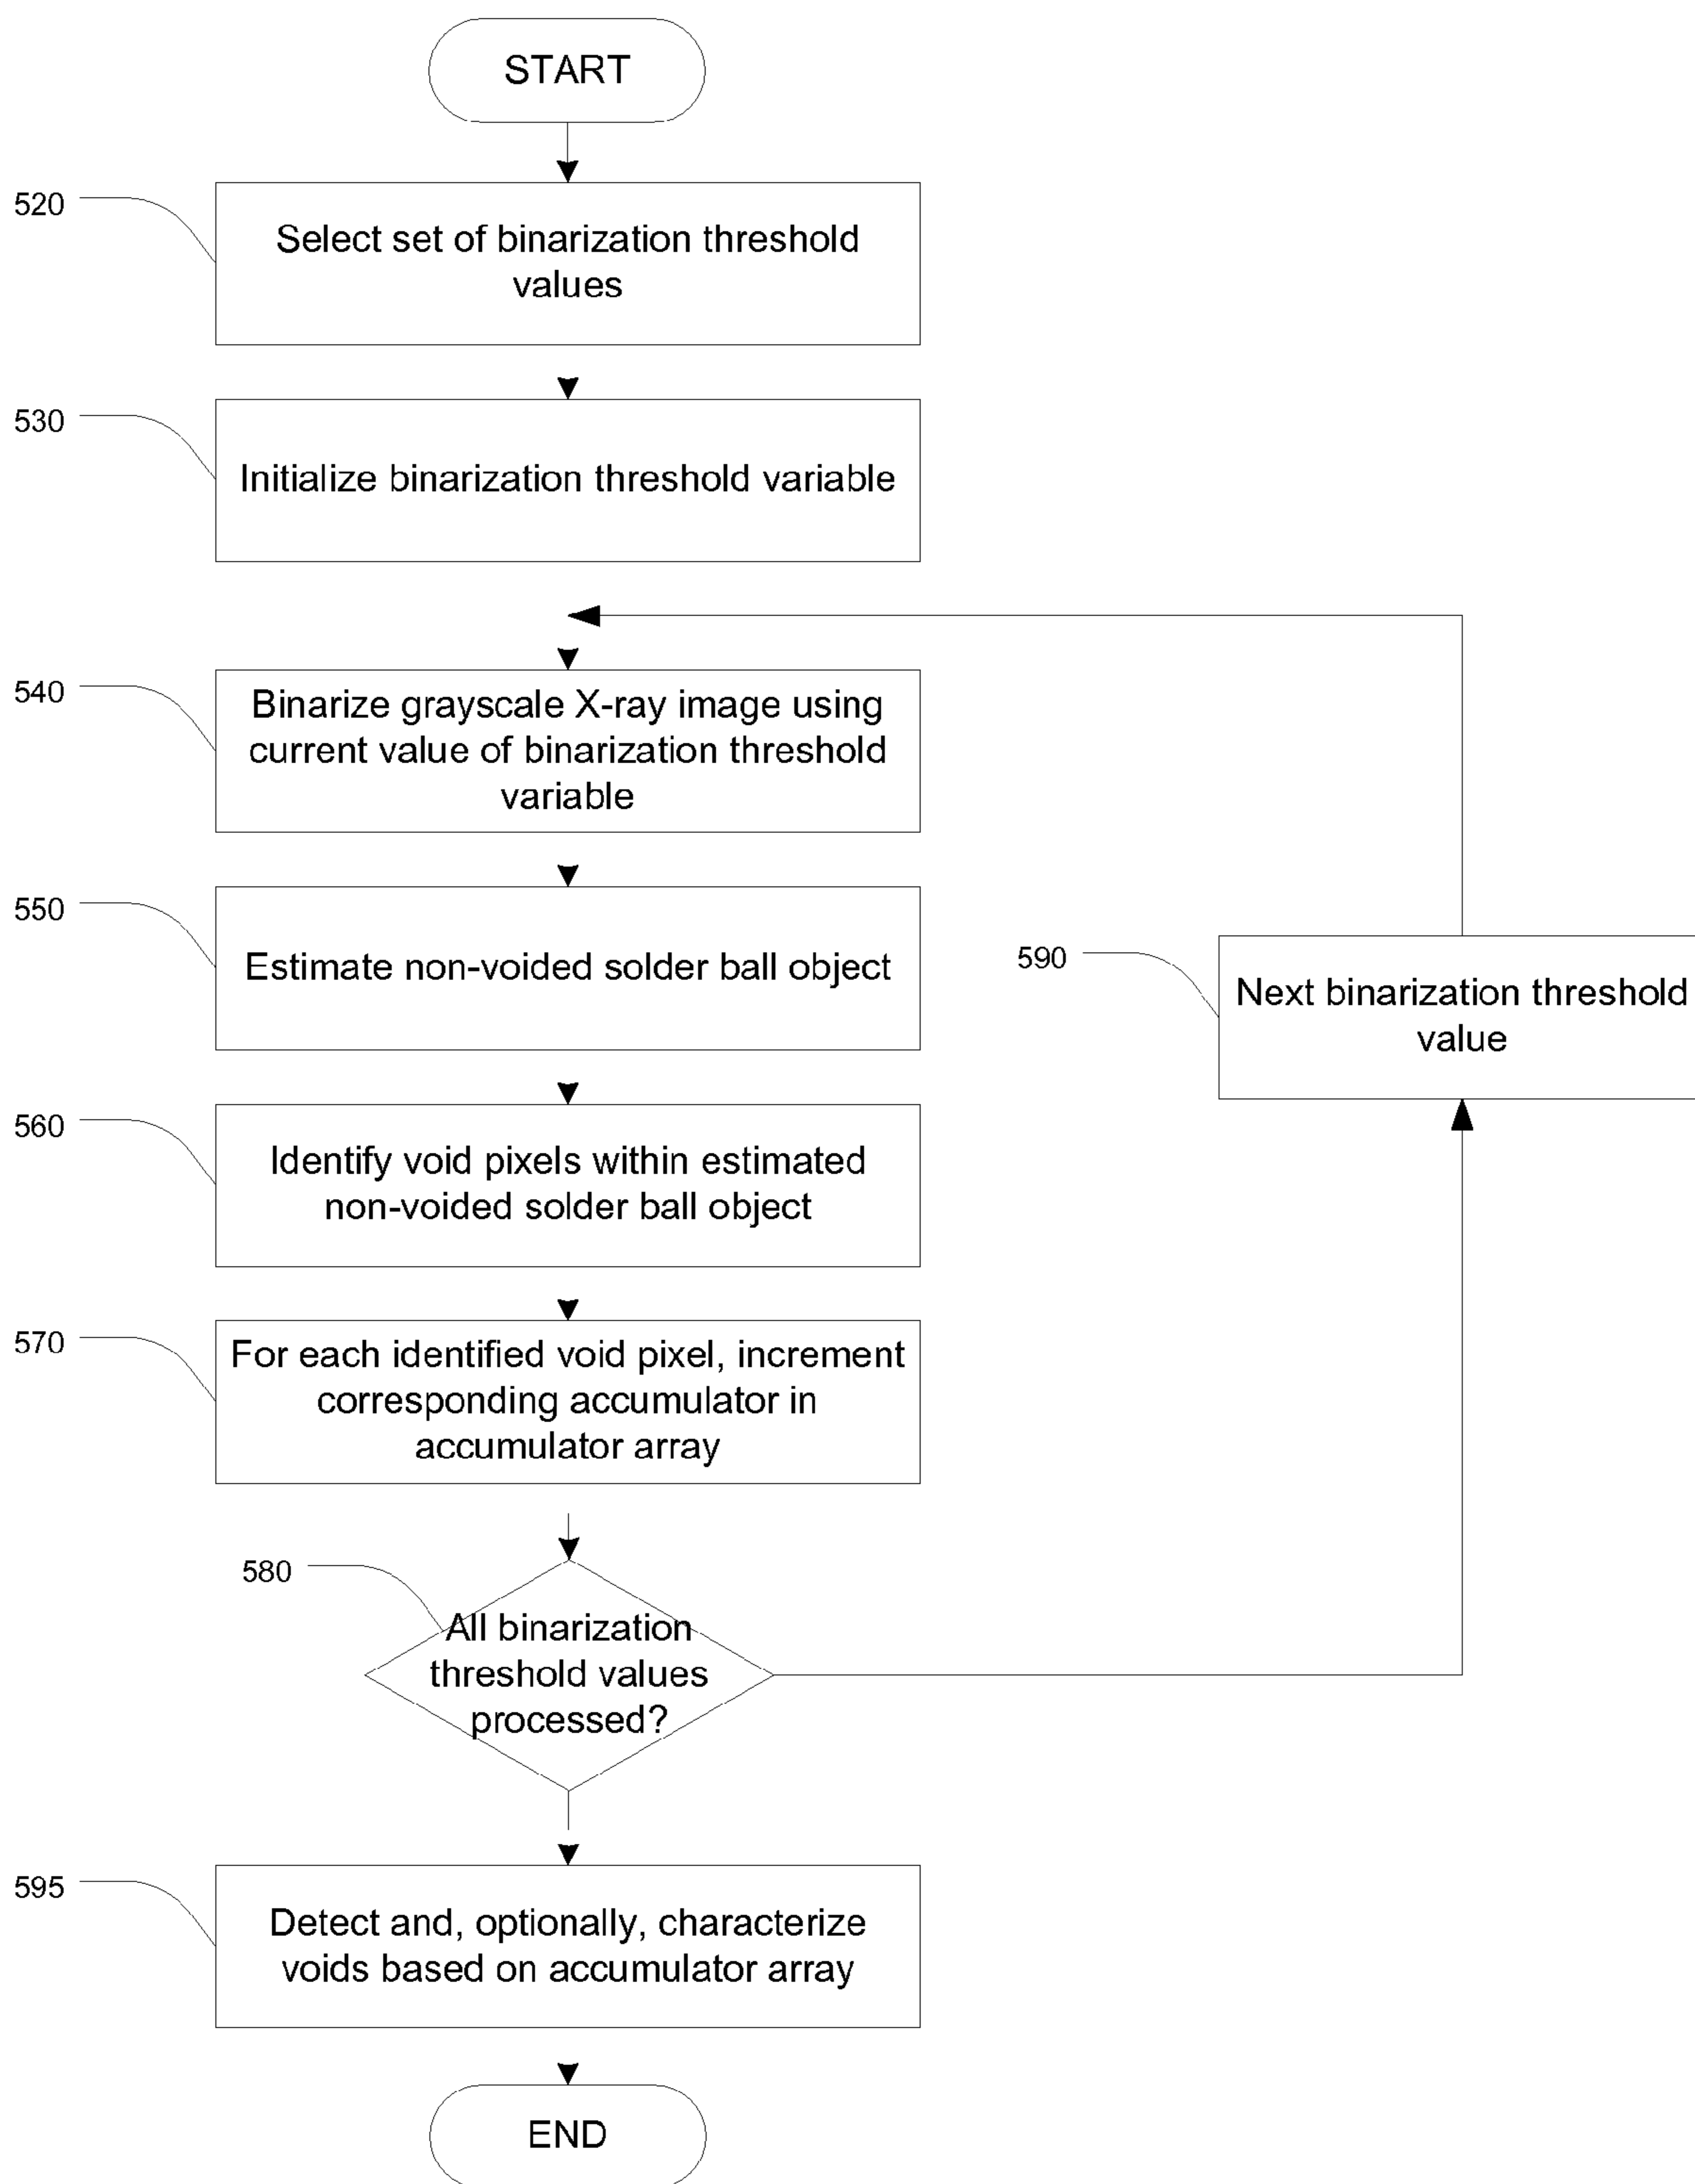 START
520
Select set of binarization threshold
values
530
Initialize binarization threshold variable
540
Binarize grayscale X-ray image using
current value of binarization threshold
variable
550
Estimate non-voided solder ball object
590
Next binarization threshold
value
560
Identify void pixels within estimated
non-voided solder ball object
570
For each identified void pixel, increment
corresponding accumulator in
accumulator array
580
All binarization
threshold values
processed?
595
Detect and, optionally, characterize
voids based on accumulator array
END